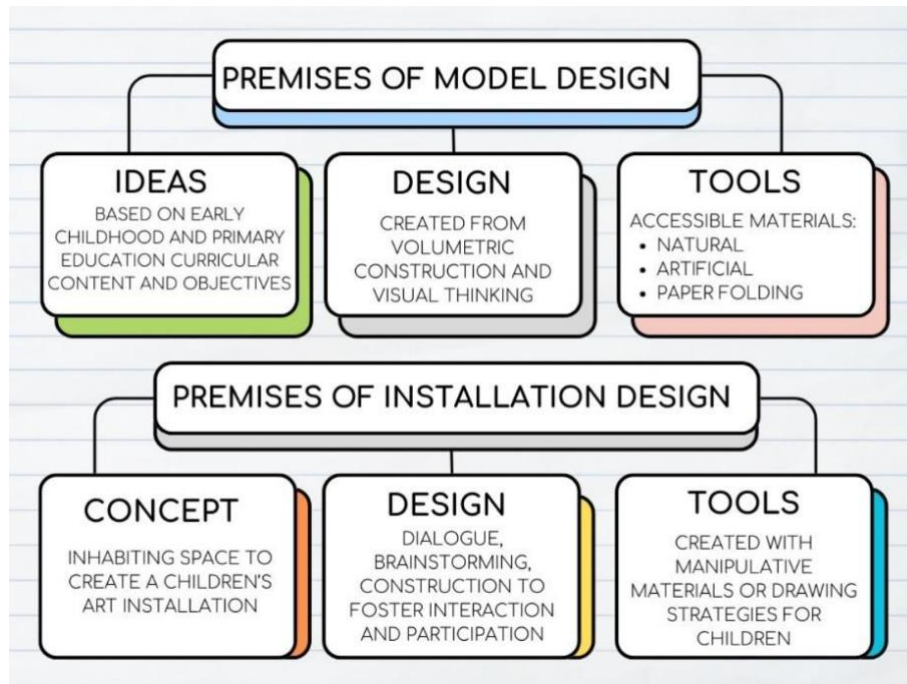 PREMISES OF MODEL DESIGN
IDEAS
BASED ON EARLY
CHILDHOOD AND PRIMARY
EDUCATION CURRICULAR
CONTENT AND OBJECTIVES
DESIGN
CREATED FROM
VOLUMETRIC
CONSTRUCTION AND
VISUAL THINKING
TOOLS
ACCESSIBLE MATERIALS:
• NATURAL
• ARTIFICIAL
• PAPER FOLDING
PREMISES OF INSTALLATION DESIGN
CONCEPT
INHABITING SPACE TO
CREATE A CHILDREN'S
ART INSTALLATION
DESIGN
DIALOGUE,
BRAINSTORMING,
CONSTRUCTION TO
FOSTER INTERACTION
AND PARTICIPATION
TOOLS
CREATED WITH
MANIPULATIVE
MATERIALS OR DRAWING
STRATEGIES FOR
CHILDREN